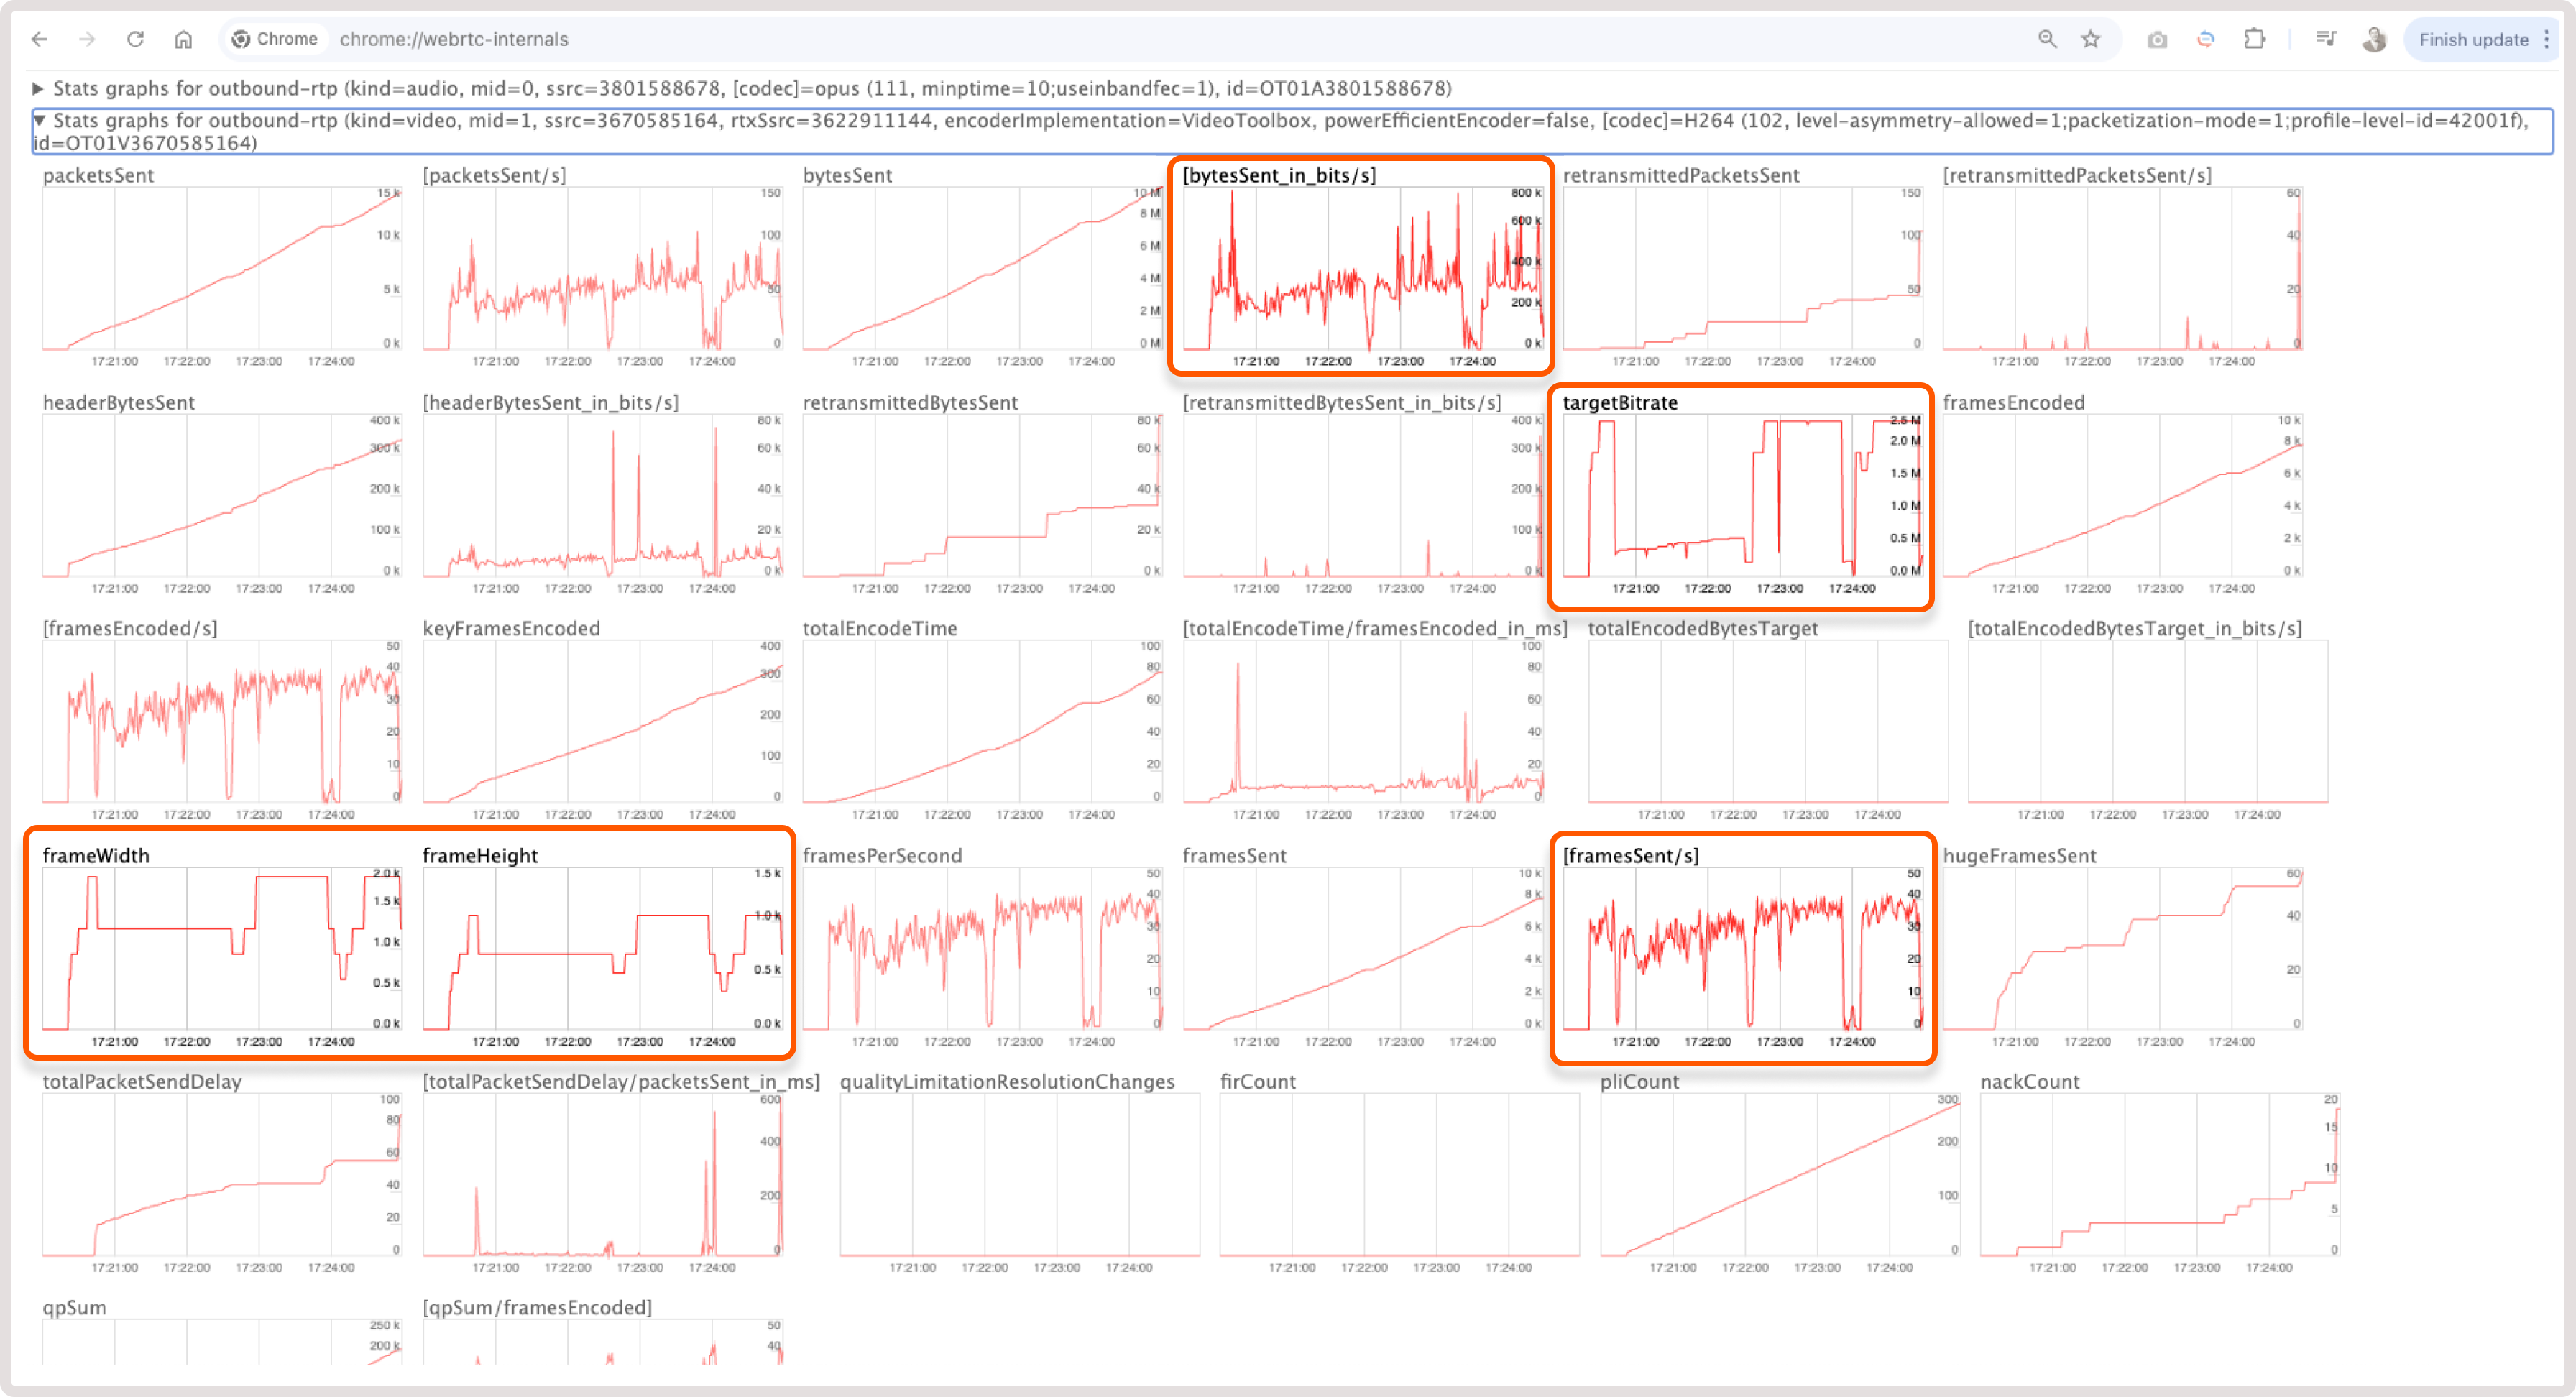 Chrome chrome://webrtc-internals Finish update
▶ Stats graphs for outbound-rtp (kind=audio, mid=0, ssrc=3801588678, [codec]=opus (111, minptime=10;useinbandfec=1), id=OT01A3801588678)
▼ Stats graphs for outbound-rtp (kind=video, mid=1, ssrc=3670585164, rtxSsrc=3622911144, encoderImplementation=VideoToolbox, powerEfficientEncoder=false, [codec]=H264 (102, level-asymmetry-allowed=1;packetization-mode=1;profile-level-id=42001f),
id=OT01V3670585164)
packetsSent
15 k
10 k
5 k
0 k
17:21:00 17:22:00 17:23:00 17:24:00
[packetsSent/s]
150
100
50
0
17:21:00 17:22:00 17:23:00 17:24:00
bytesSent
10 M
8 M
6 M
4 M
2 M
0 M
17:21:00 17:22:00 17:23:00 17:24:00
[bytesSent_in_bits/s]
800 k
600 k
400 k
200 k
0 k
17:21:00 17:22:00 17:23:00 17:24:00
retransmittedPacketsSent
150
100
50
0
17:21:00 17:22:00 17:23:00 17:24:00
[retransmittedPacketsSent/s]
60
40
20
0
17:21:00 17:22:00 17:23:00 17:24:00
headerBytesSent
400 k
300 k
200 k
100 k
0 k
17:21:00 17:22:00 17:23:00 17:24:00
[headerBytesSent_in_bits/s]
80 k
60 k
40 k
20 k
0 k
17:21:00 17:22:00 17:23:00 17:24:00
retransmittedBytesSent
80 k
60 k
40 k
20 k
0 k
17:21:00 17:22:00 17:23:00 17:24:00
[retransmittedBytesSent_in_bits/s]
400 k
300 k
200 k
100 k
0 k
17:21:00 17:22:00 17:23:00 17:24:00
targetBitrate
2.5 M
2.0 M
1.5 M
1.0 M
0.5 M
0.0 M
17:21:00 17:22:00 17:23:00 17:24:00
framesEncoded
10 k
8 k
6 k
4 k
2 k
0 k
17:21:00 17:22:00 17:23:00 17:24:00
[framesEncoded/s]
50
40
30
20
10
0
17:21:00 17:22:00 17:23:00 17:24:00
keyFramesEncoded
400
300
200
100
0
17:21:00 17:22:00 17:23:00 17:24:00
totalEncodeTime
100
80
60
40
20
0
17:21:00 17:22:00 17:23:00 17:24:00
[totalEncodeTime/framesEncoded_in_ms]
100
80
60
40
20
0
17:21:00 17:22:00 17:23:00 17:24:00
totalEncodedBytesTarget
17:21:00 17:22:00 17:23:00 17:24:00
[totalEncodedBytesTarget_in_bits/s]
17:21:00 17:22:00 17:23:00 17:24:00
frameWidth
2.0 k
1.5 k
1.0 k
0.5 k
0.0 k
17:21:00 17:22:00 17:23:00 17:24:00
frameHeight
1.5 k
1.0 k
0.5 k
0.0 k
17:21:00 17:22:00 17:23:00 17:24:00
framesPerSecond
50
40
30
20
10
0
17:21:00 17:22:00 17:23:00 17:24:00
framesSent
10 k
8 k
6 k
4 k
2 k
0 k
17:21:00 17:22:00 17:23:00 17:24:00
[framesSent/s]
50
40
30
20
10
0
17:21:00 17:22:00 17:23:00 17:24:00
hugeFramesSent
60
40
20
0
17:21:00 17:22:00 17:23:00 17:24:00
totalPacketSendDelay
100
80
60
40
20
0
17:21:00 17:22:00 17:23:00 17:24:00
[totalPacketSendDelay/packetsSent_in_ms]
600
400
200
0
17:21:00 17:22:00 17:23:00 17:24:00
qualityLimitationResolutionChanges
17:21:00 17:22:00 17:23:00 17:24:00
firCount
17:21:00 17:22:00 17:23:00 17:24:00
pliCount
300
200
100
0
17:21:00 17:22:00 17:23:00 17:24:00
nackCount
20
15
10
5
0
17:21:00 17:22:00 17:23:00 17:24:00
qpSum
250 k
200 k
[qpSum/framesEncoded]
50
40